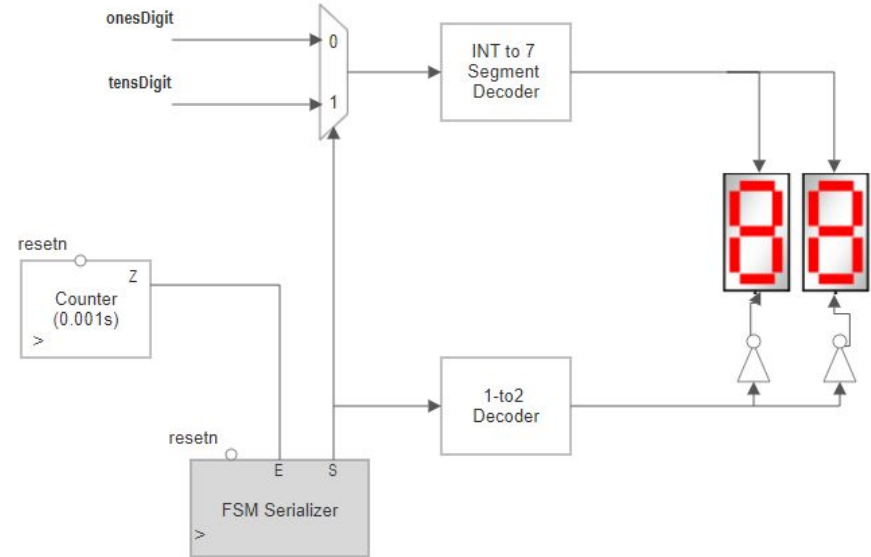 onesDigit
0
tensDigit
1
INT to 7
Segment
Decoder
resetn
Z
Counter
(0.001s)
>
1-to2
Decoder
resetn
E
S
FSM Serializer
>